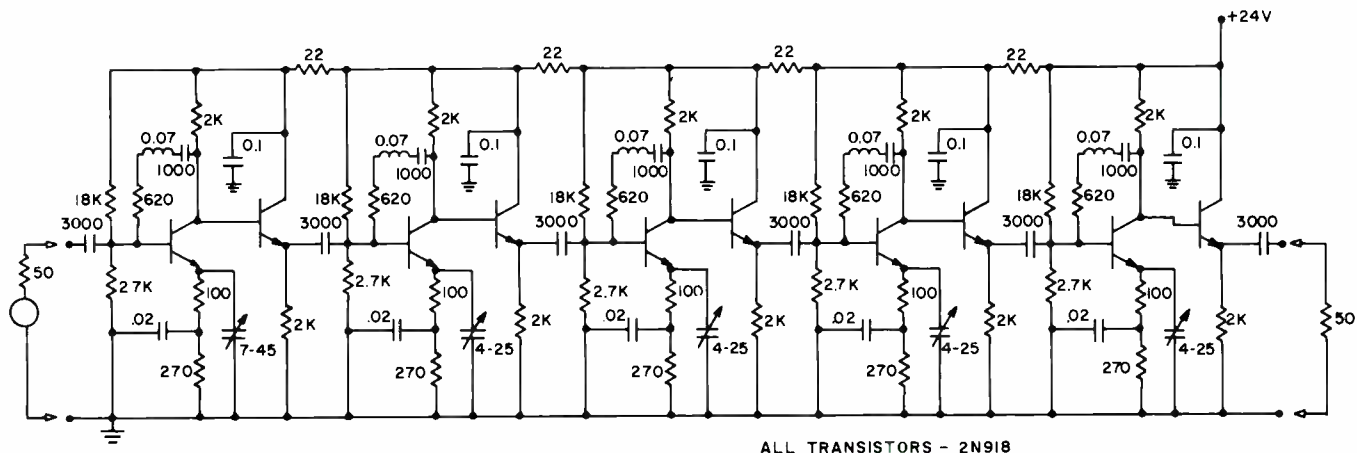 +24V
22 22 22 22
2K 2K 2K 2K 2K
0.07 0.1 0.07 0.1 0.07 0.1 0.07 0.1 0.07 0.1
1000 1000 1000 1000 1000
18K 620 18K 620 18K 620 18K 620 18K 620
3000 3000 3000 3000 3000 3000
50 2.7K 100 2.7K 100 2.7K 100 2.7K 100 2.7K 100 50
.02 2K .02 2K .02 2K .02 2K .02 2K
7-45 4-25 4-25 4-25 4-25
270 270 270 270 270
ALL TRANSISTORS - 2N918